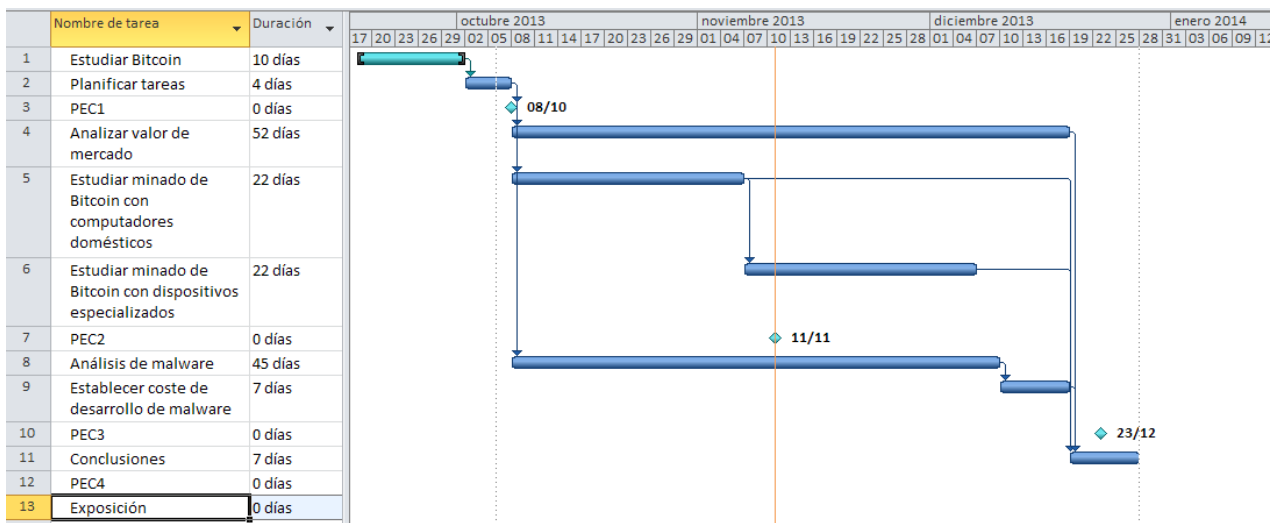 Nombre de tarea Duración octubre 2013 noviembre 2013 diciembre 2013 enero 2014
17 20 23 26 29 02 05 08 11 14 17 20 23 26 29 01 04 07 10 13 16 19 22 25 28 01 04 07 10 13 16 19 22 25 28 31 03 06 09 12
1 Estudiar Bitcoin 10 días
2 Planificar tareas 4 días
3 PEC1 0 días 08/10
4 Analizar valor de 52 días
mercado
5 Estudiar minado de 22 días
Bitcoin con
computadores
domésticos
6 Estudiar minado de 22 días
Bitcoin con dispositivos
especializados
7 PEC2 0 días 11/11
8 Análisis de malware 45 días
9 Establecer coste de 7 días
desarrollo de malware
10 PEC3 0 días 23/12
11 Conclusiones 7 días
12 PEC4 0 días
13 Exposición 0 días